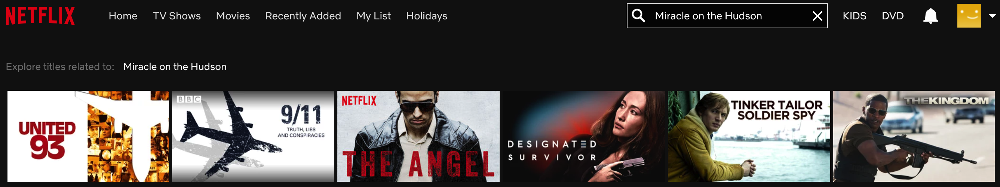 NETFLIX Home TV Shows Movies Recently Added My List Holidays Miracle on the Hudson KIDS DVD
Explore titles related to: Miracle on the Hudson
UNITED
93
A93
BBC
9/11
TRUTH, LIES
AND CONSPIRACIES
NETFLIX
THE ANGEL
DESIGNATED
SURVIVOR
TINKER TAILOR
SOLDIER SPY
THE KINGDOM